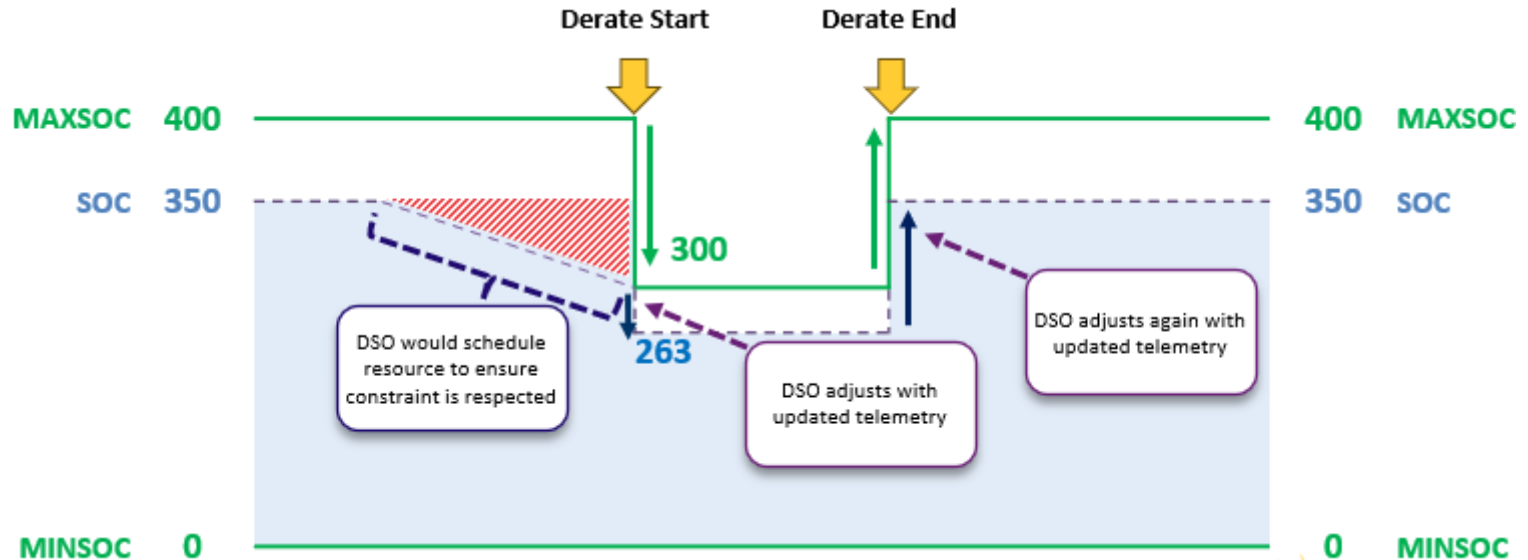 Derate Start
Derate End
MAXSOC 400
400 MAXSOC
SOC 350
350 SOC
300
263
DSO would schedule
resource to ensure
constraint is respected
DSO adjusts with
updated telemetry
DSO adjusts again with
updated telemetry
MINSOC 0
0 MINSOC